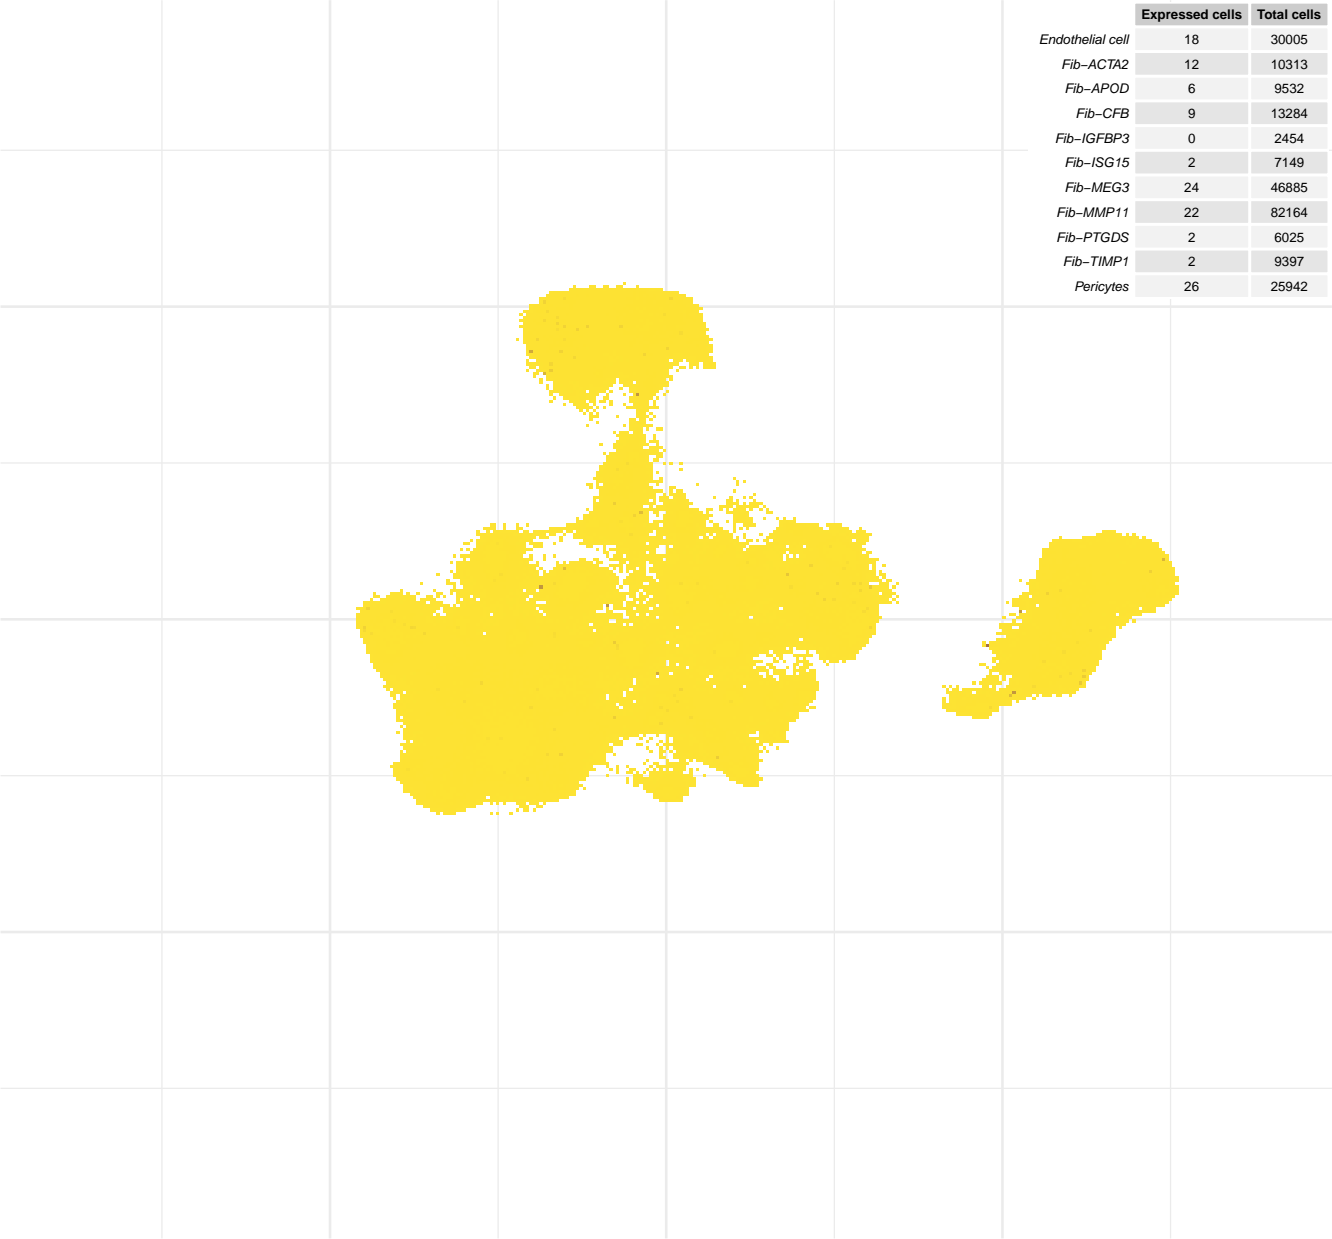 Expressed cells Total cells
Endothelial cell 18 30005
Fib−ACTA2 12 10313
Fib−APOD 6 9532
Fib−CFB 9 13284
Fib−IGFBP3 0 2454
Fib−ISG15 2 7149
Fib−MEG3 24 46885
Fib−MMP11 22 82164
Fib−PTGDS 2 6025
Fib−TIMP1 2 9397
Pericytes 26 25942